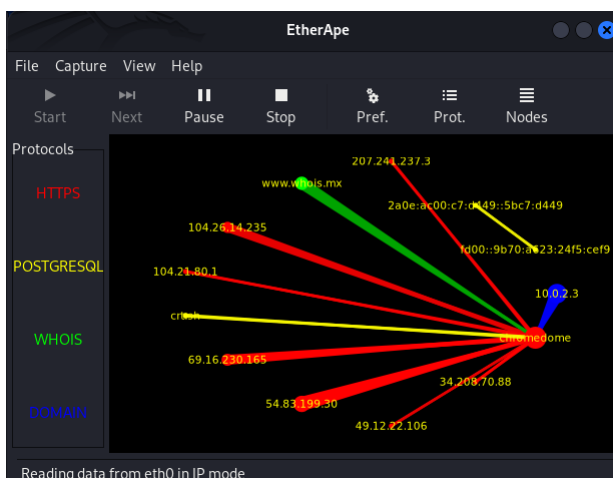 EtherApe
File Capture View Help
Start Next Pause Stop Pref. Prot. Nodes
Protocols
HTTPS
POSTGRESQL
WHOIS
DOMAIN
207.241.237.3
www.whois.mx
2a0e:ac00:c7:d449::5bc7:d449
104.26.14.235
fd00::9b70:a623:24f5:cef9
104.21.80.1
10.0.2.3
chromedome
69.16.230.165
34.208.70.88
54.83.199.30
49.12.22.106
Reading data from eth0 in IP mode